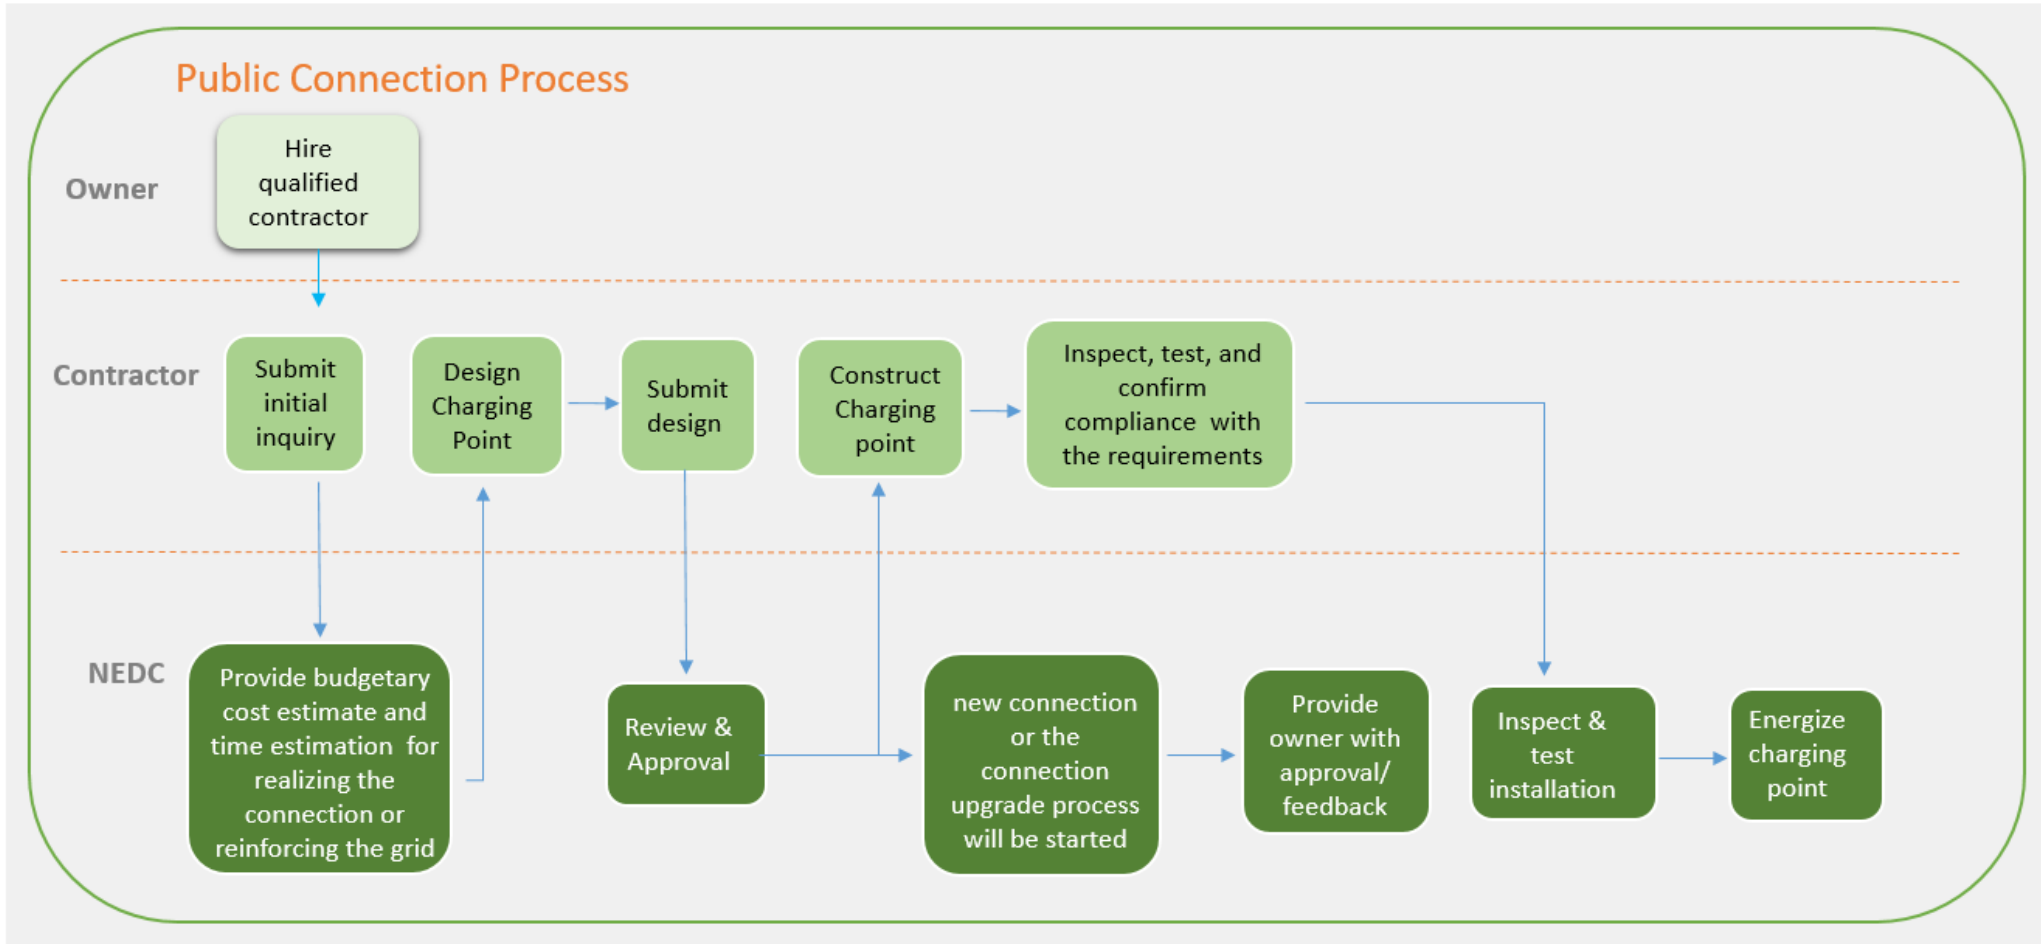 Public Connection Process
Owner
Hire
qualified
contractor
Contractor
Submit
initial
inquiry
Design
Charging
Point
Submit
design
Construct
Charging
point
Inspect, test, and
confirm
compliance with
the requirements
NEDC
Provide budgetary
cost estimate and
time estimation for
realizing the
connection or
reinforcing the grid
Review &
Approval
new connection
or the
connection
upgrade process
will be started
Provide
owner with
approval/
feedback
Inspect &
test
installation
Energize
charging
point